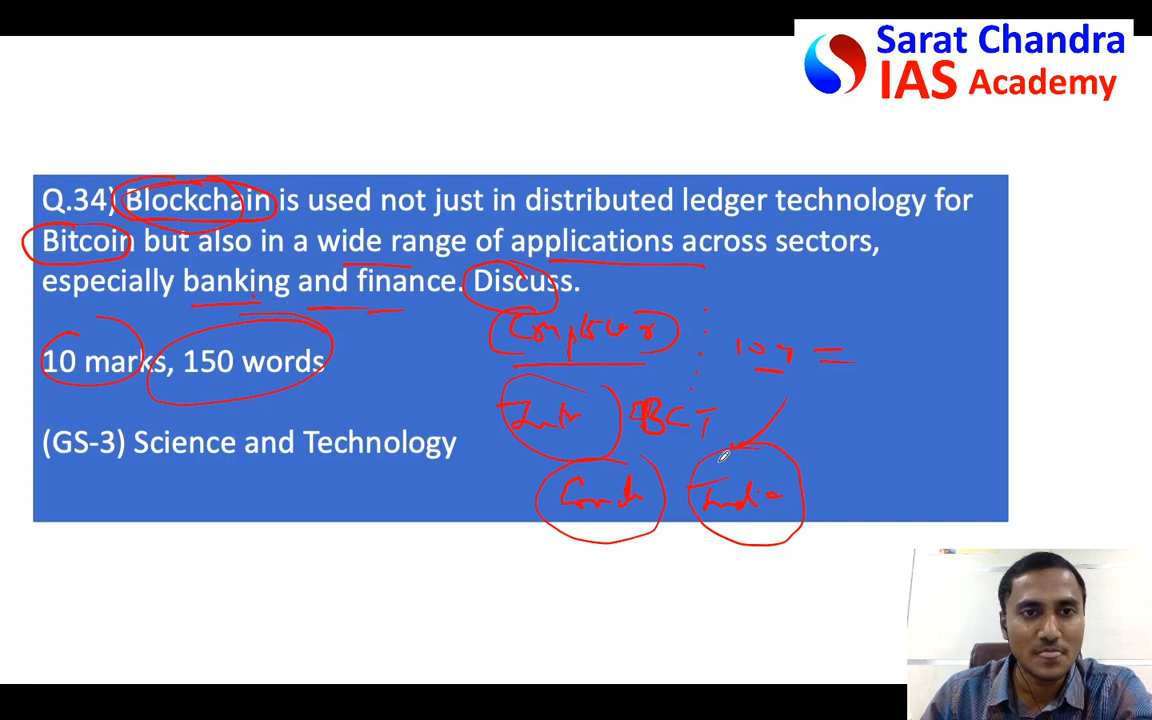 Sarat Chandra
IAS Academy
Q.34) Blockchain is used not just in distributed ledger technology for
Bitcoin but also in a wide range of applications across sectors,
especially banking and finance. Discuss.
10 marks, 150 words
(GS-3) Science and Technology
BCT
India